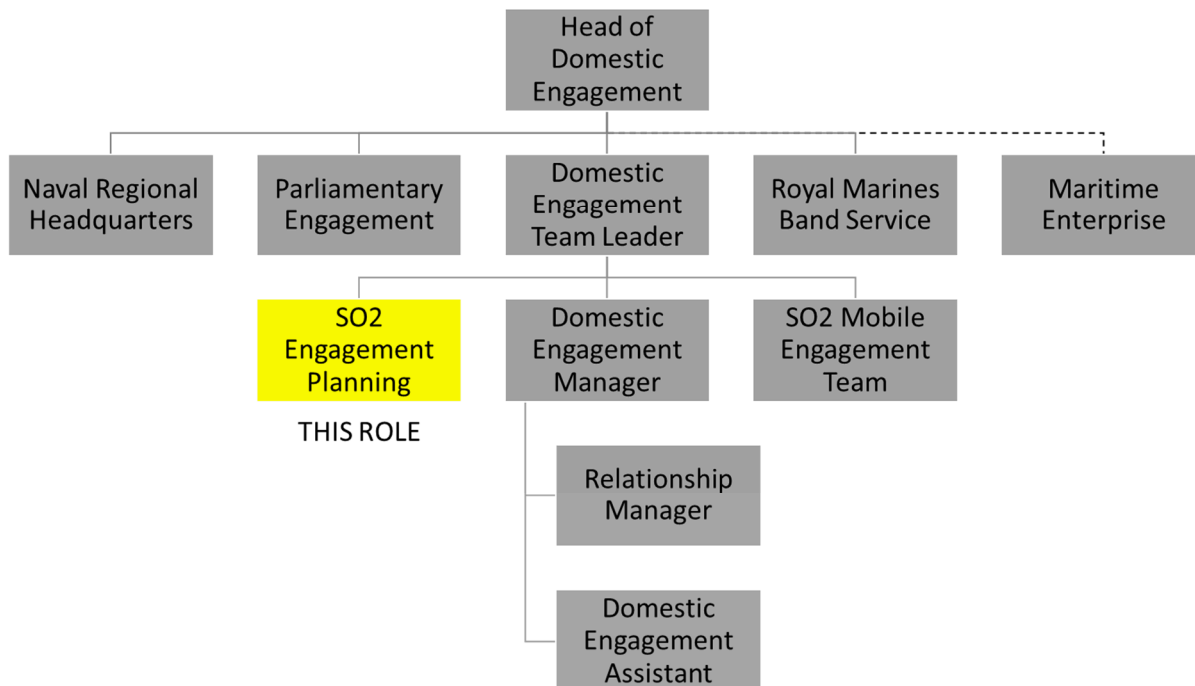 Head of
Domestic
Engagement
Naval Regional
Headquarters
Parliamentary
Engagement
Domestic
Engagement
Team Leader
Royal Marines
Band Service
Maritime
Enterprise
SO2
Engagement
Planning
Domestic
Engagement
Manager
SO2 Mobile
Engagement
Team
THIS ROLE
Relationship
Manager
Domestic
Engagement
Assistant